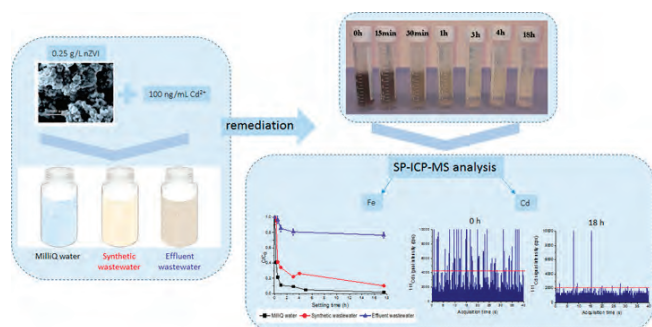 0.25 g/L nZVI
100 ng/mL Cd²⁺
MilliQ water
Synthetic
wastewater
Effluent
wastewater
remediation
0h
15min
30min
1h
3h
4h
18h
SP-ICP-MS analysis
Fe
Cd
0 h
18 h
C/C₀
Setting time (h)
MilliQ water
Synthetic wastewater
Effluent wastewater
Acquisition time (s)
Acquisition time (s)